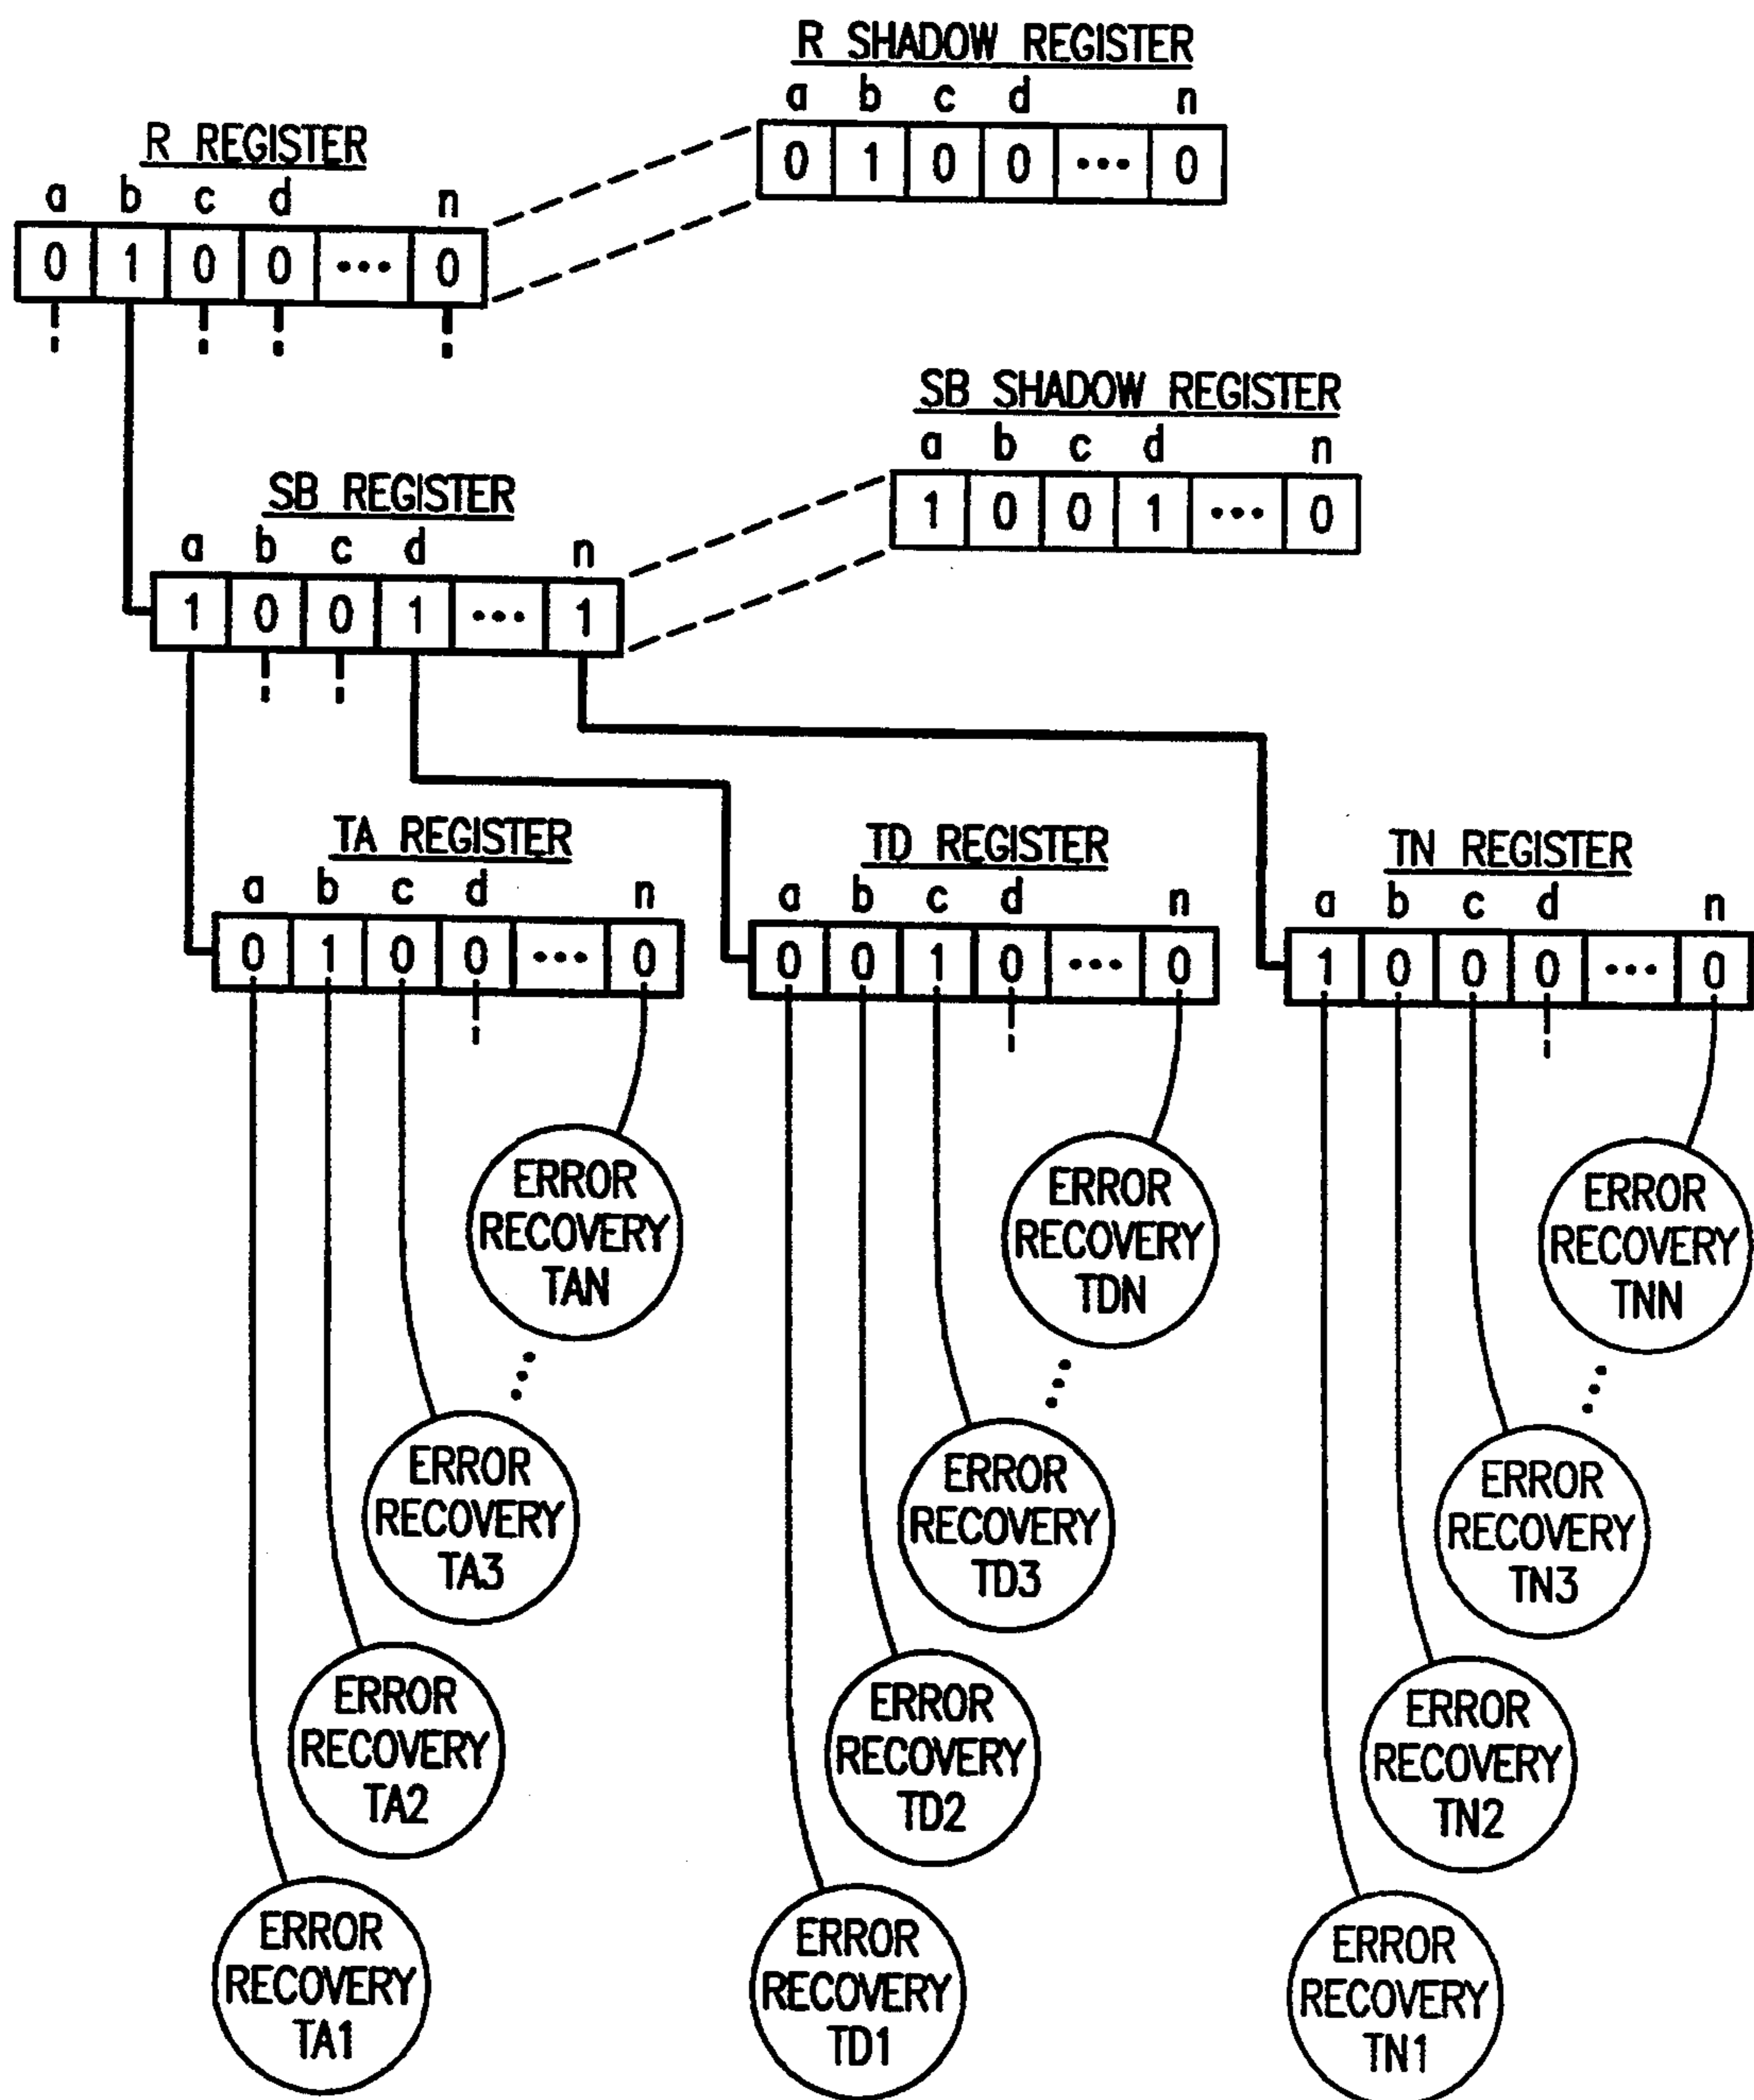 R SHADOW REGISTER
a b c d n
0 1 0 0 ••• 0
R REGISTER
a b c d n
0 1 0 0 ••• 0
SB SHADOW REGISTER
a b c d n
1 0 0 1 ••• 0
SB REGISTER
a b c d n
1 0 0 1 ••• 1
TA REGISTER
a b c d n
0 1 0 0 ••• 0
TD REGISTER
a b c d n
0 0 1 0 ••• 0
TN REGISTER
a b c d n
1 0 0 0 ••• 0
ERROR
RECOVERY
TAN
ERROR
RECOVERY
TDN
ERROR
RECOVERY
TNN
ERROR
RECOVERY
TA3
ERROR
RECOVERY
TD3
ERROR
RECOVERY
TN3
ERROR
RECOVERY
TA2
ERROR
RECOVERY
TD2
ERROR
RECOVERY
TN2
ERROR
RECOVERY
TA1
ERROR
RECOVERY
TD1
ERROR
RECOVERY
TN1